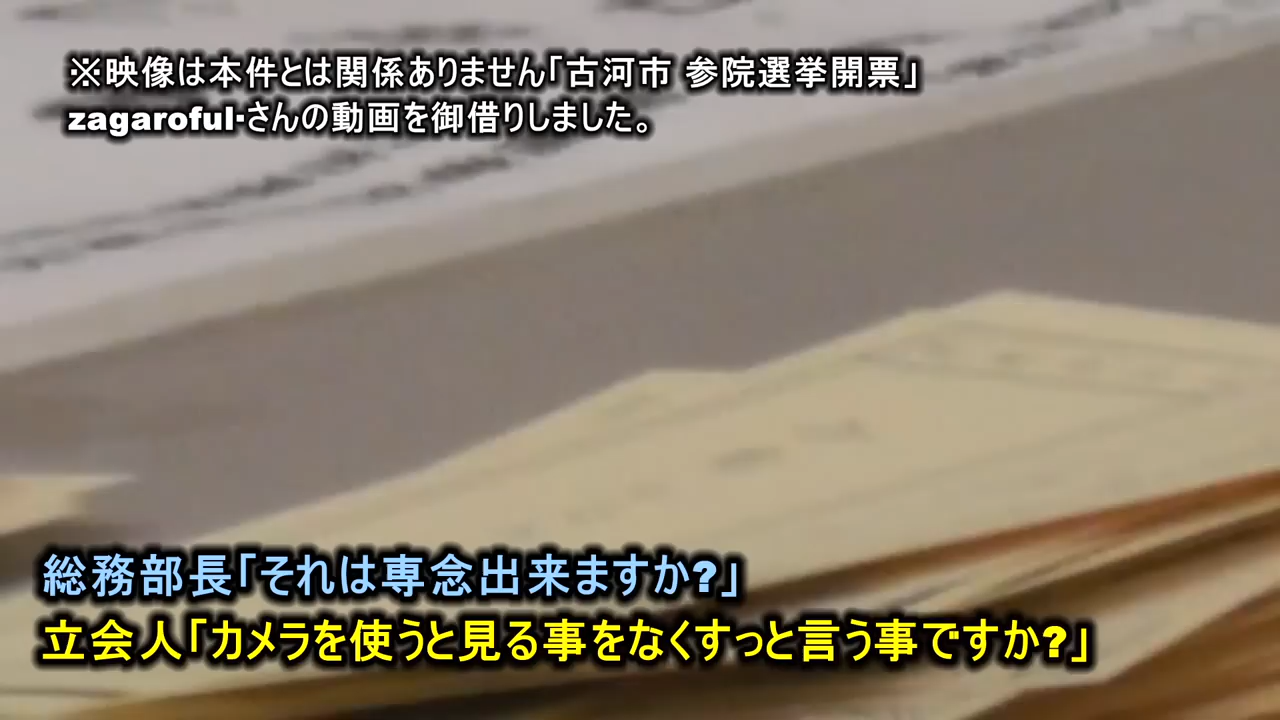 ※映像は本件とは関係ありません「古河市 参院選挙開票」
zagaroful·さんの動画を御借りしました。
総務部長「それは専念出来ますか?」
立会人「カメラを使うと見る事をなくすっと言う事ですか?」